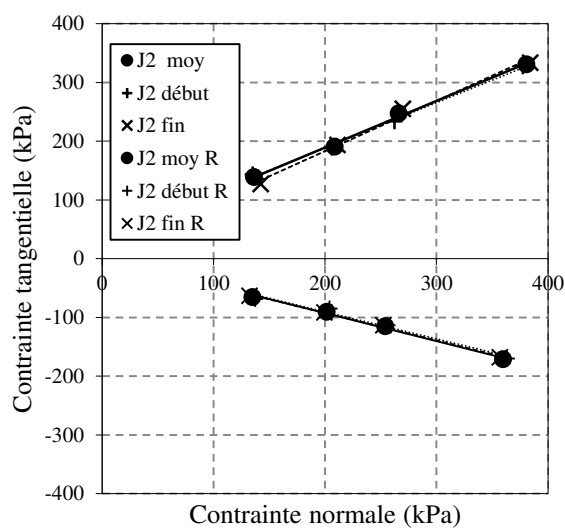 400
300
200
100
0
-100
-200
-300
-400
0 100 200 300 400
Contrainte tangentielle (kPa)
Contrainte normale (kPa)
J2 moy
J2 début
J2 fin
J2 moy R
J2 début R
J2 fin R